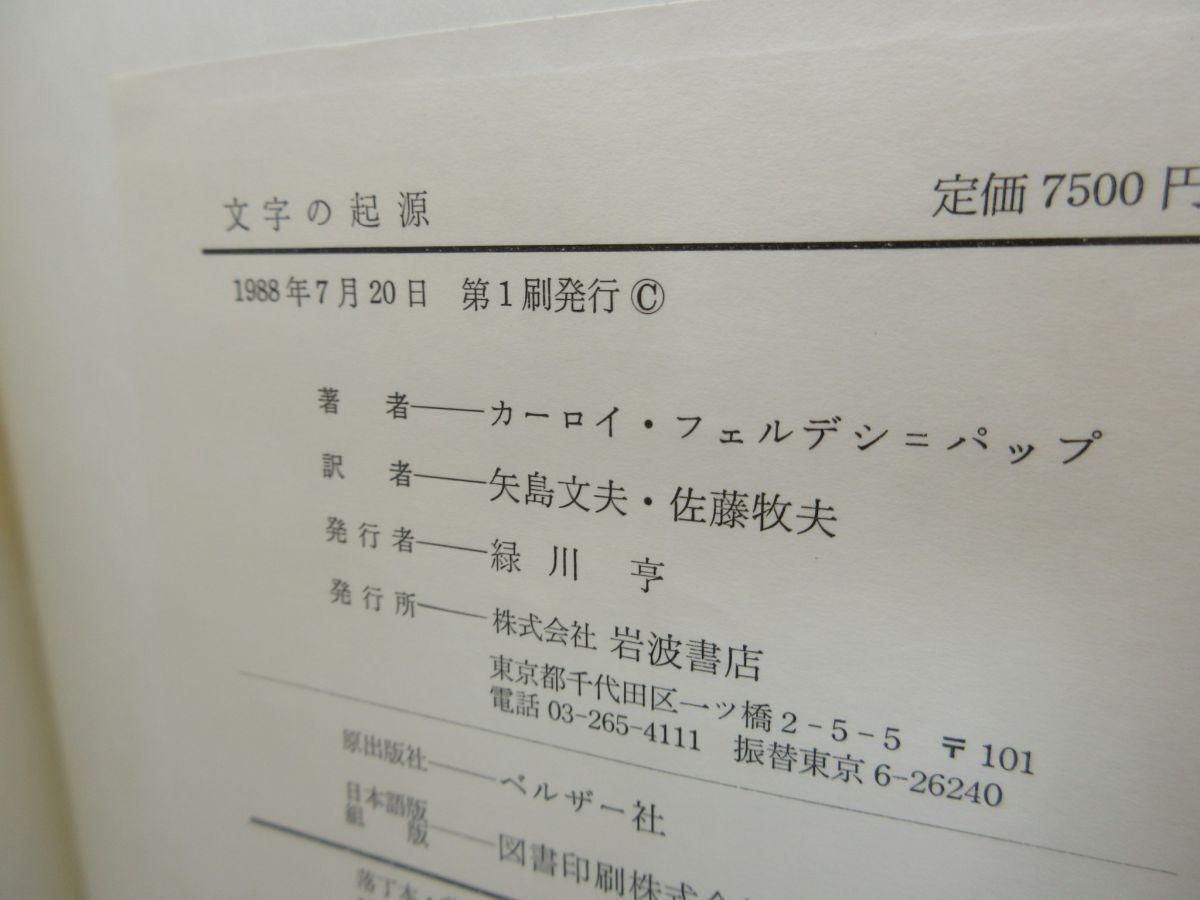 文字の起源
定価 7500 円
1988年7月20日 第1刷発行 ©
著者——カーロイ・フェルデシ＝パップ
訳者——矢島文夫・佐藤牧夫
発行者——緑川亨
発行所——株式会社 岩波書店
東京都千代田区一ツ橋2-5-5 〒101
電話 03-265-4111 振替東京 6-26240
原出版社——ベルザー社
日本語版
組版——図書印刷株式会
落丁本・